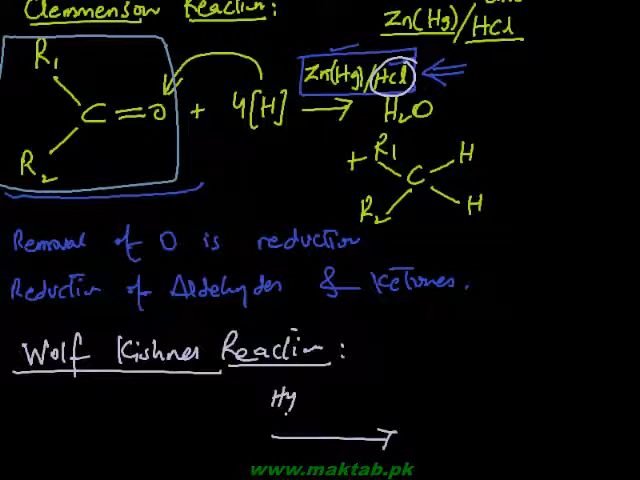 Clemmenson Reaction:
Zn(Hg)/HCl
R1
R2
C=O + 4[H]
Zn(Hg)/HCl
H2O
+
R1
R2
C
H
H
Removal of O is reduction
Reduction of Aldehydes & Ketones.
Wolf Kishner Reaction:
Hy
www.maktab.pk